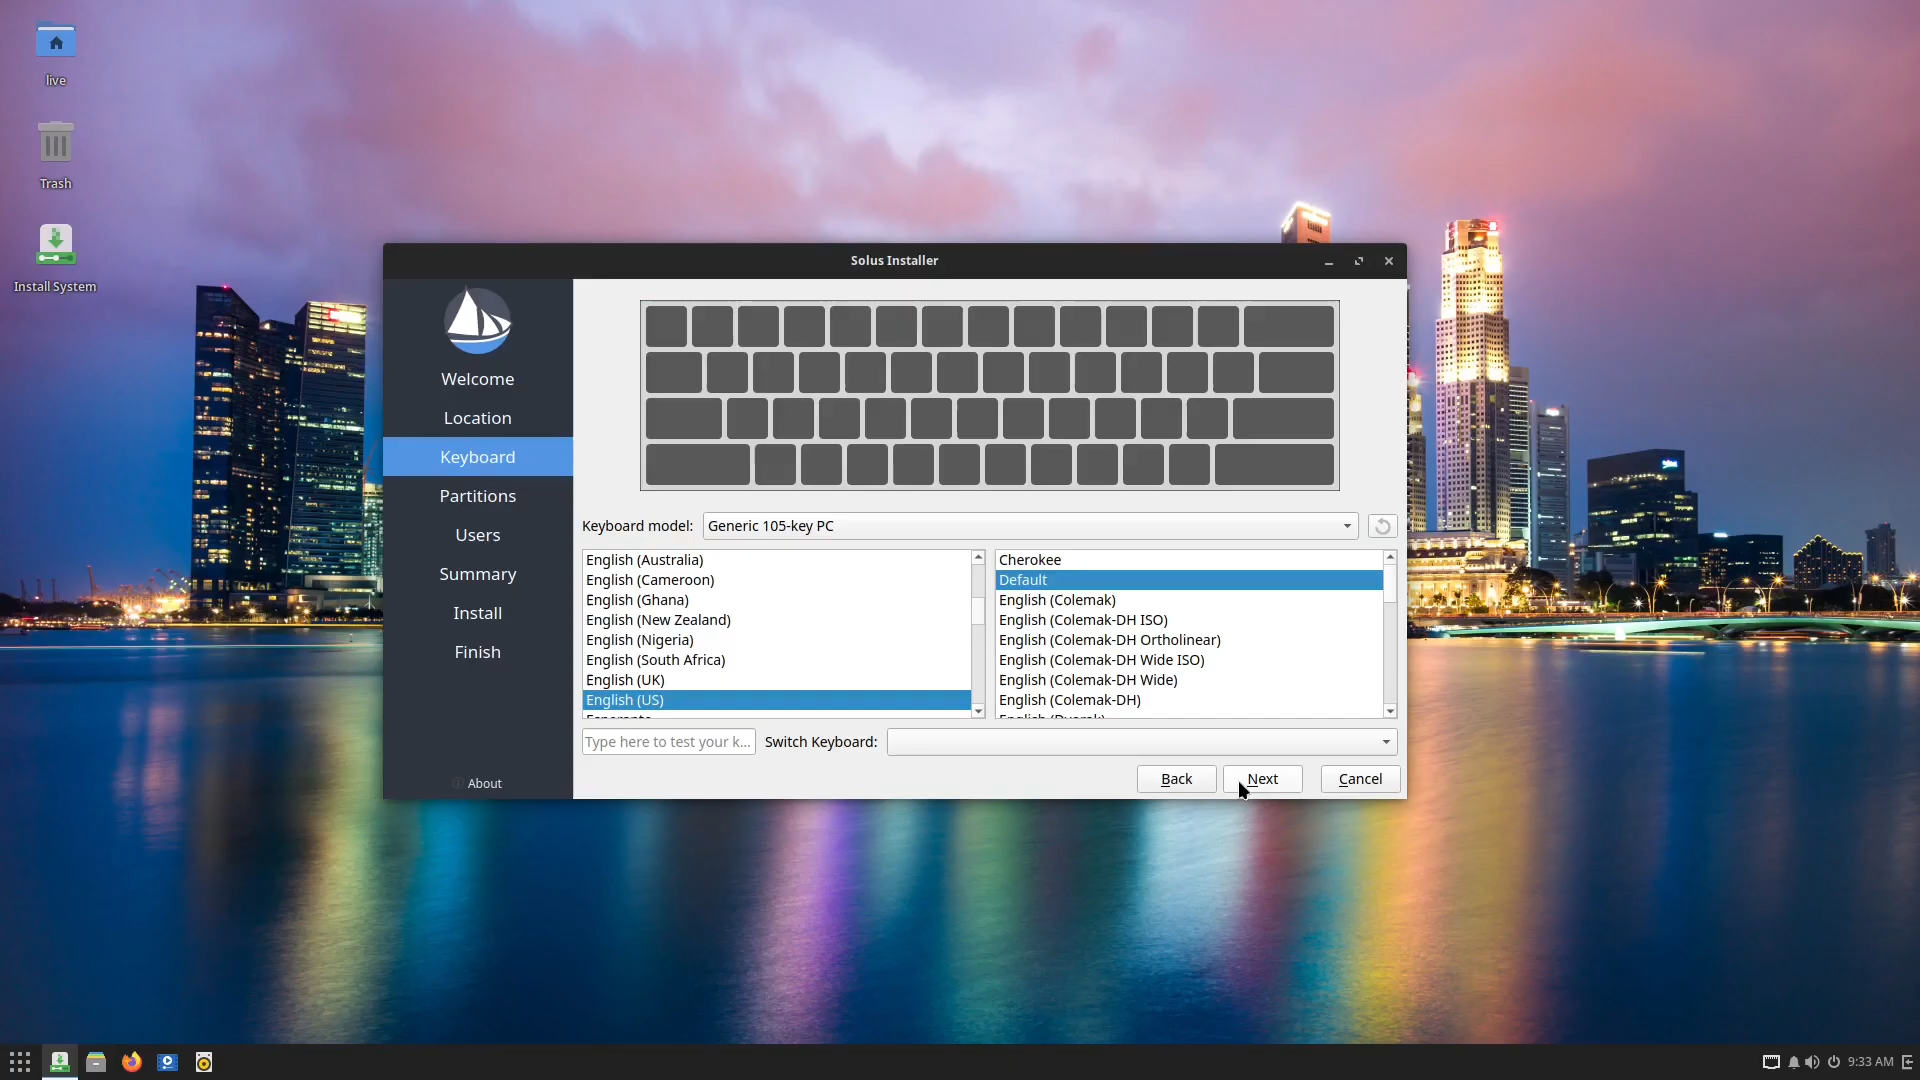 live
Trash
Install System
Solus Installer
Welcome
Location
Keyboard
Partitions
Users
Summary
Install
Finish
About
Keyboard model: Generic 105-key PC
English (Australia)
English (Cameroon)
English (Ghana)
English (New Zealand)
English (Nigeria)
English (South Africa)
English (UK)
English (US)
Esperanto
Cherokee
Default
English (Colemak)
English (Colemak-DH ISO)
English (Colemak-DH Ortholinear)
English (Colemak-DH Wide ISO)
English (Colemak-DH Wide)
English (Colemak-DH)
English (Dvorak)
Type here to test your k...
Switch Keyboard:
Back
Next
Cancel
9:33 AM